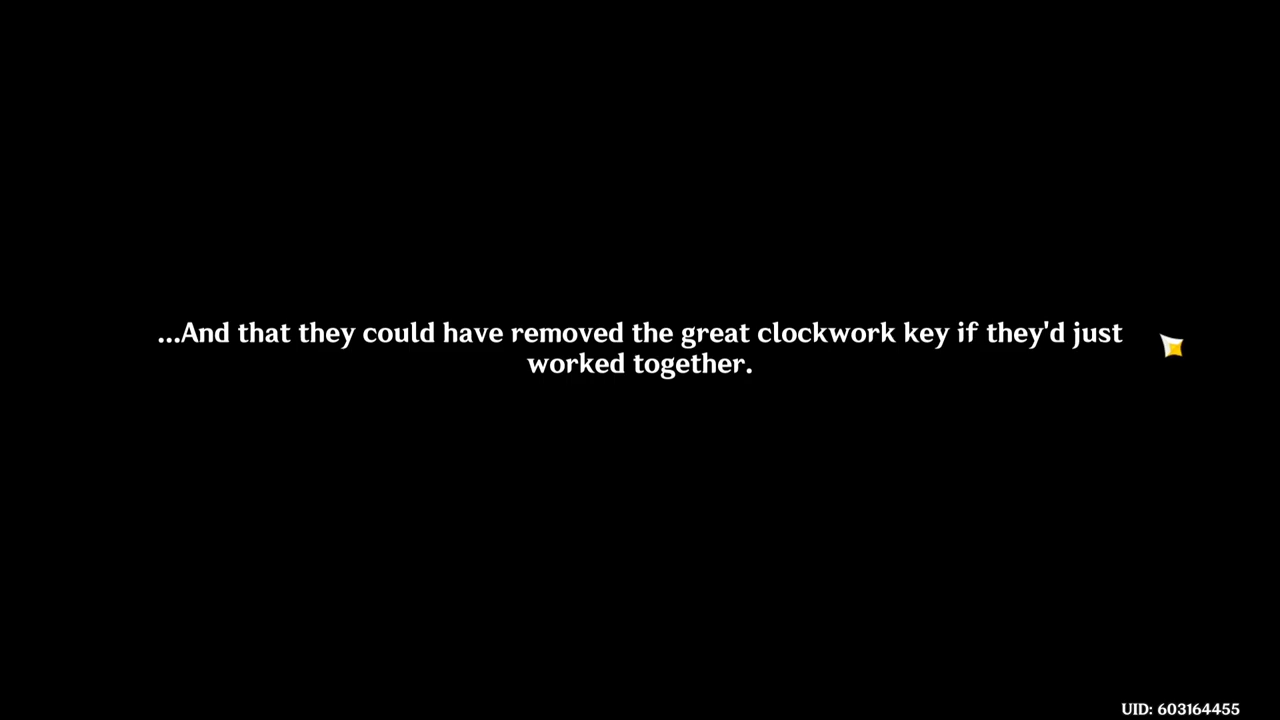 ...And that they could have removed the great clockwork key if they'd just
worked together.
UID: 603164455